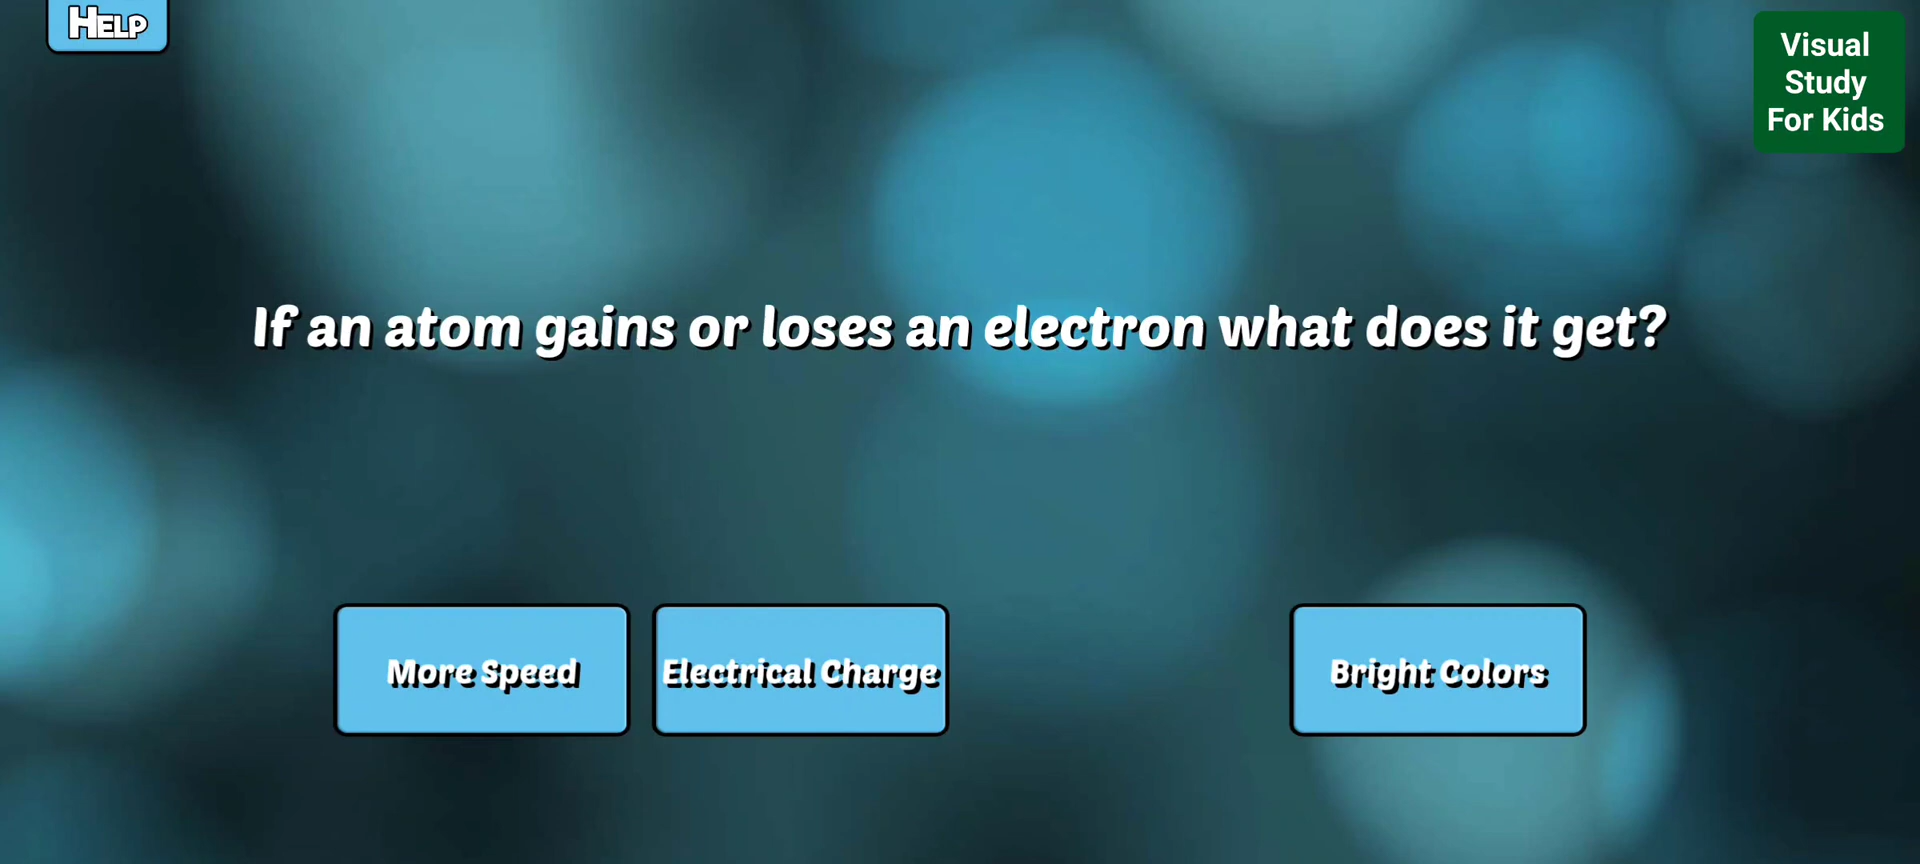 HELP
Visual
Study
For Kids
If an atom gains or loses an electron what does it get?
More Speed
Electrical Charge
Bright Colors